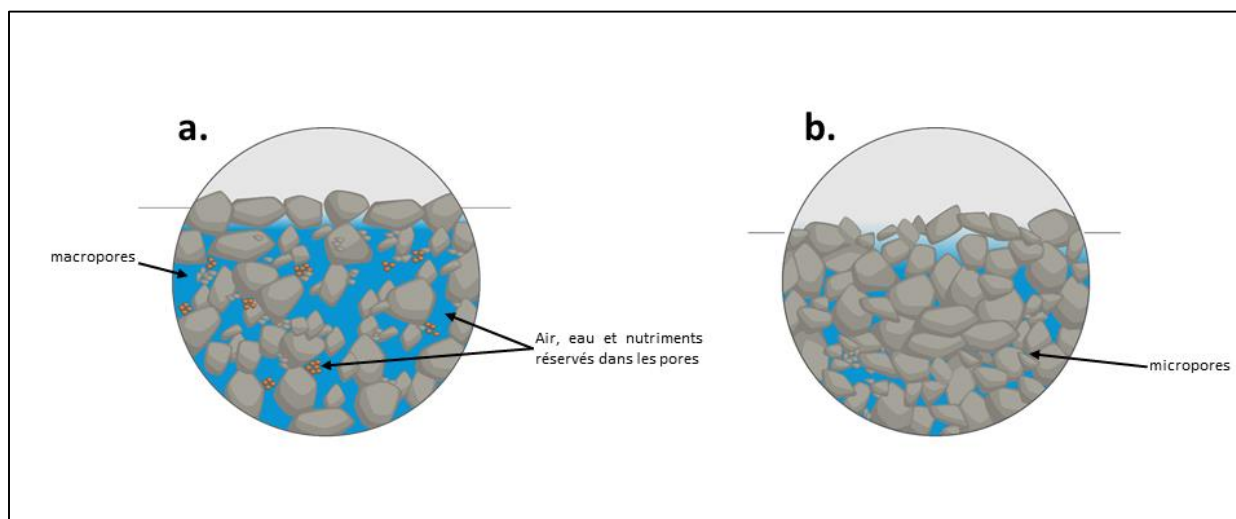 a.
b.
macropores
Air, eau et nutriments
réservés dans les pores
micropores